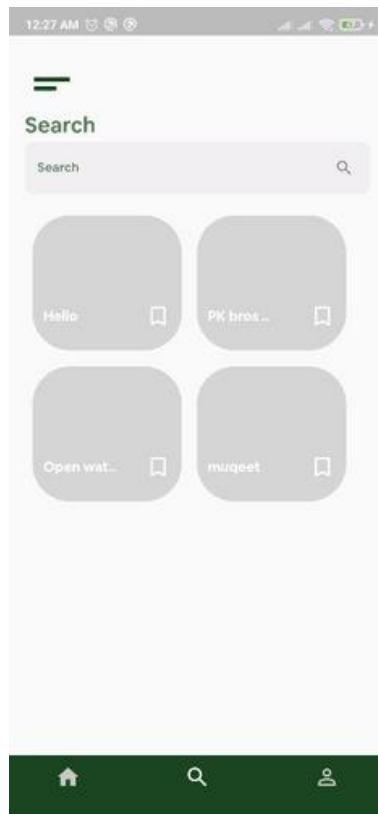 12:27 AM
Search
Search
Hello
PK bros ..
Open wat..
muqeet